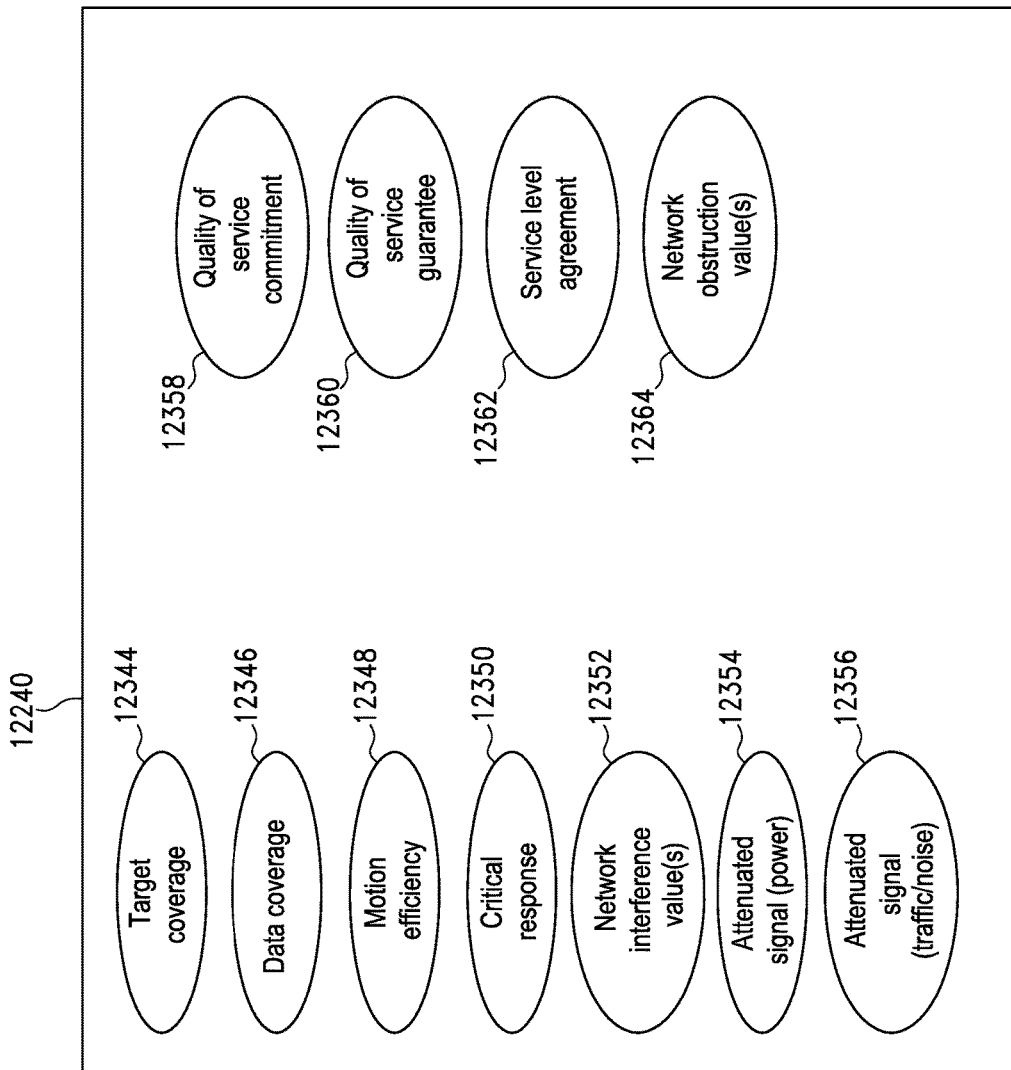 12240
Target
coverage
12344
Data coverage
12346
Motion
efficiency
12348
Critical
response
12350
Network
interference
value(s)
12352
Attenuated
signal (power)
12354
Attenuated
signal
(traffic/noise)
12356
Quality of
service
commitment
12358
Quality of
service
guarantee
12360
Service level
agreement
12362
Network
obstruction
value(s)
12364